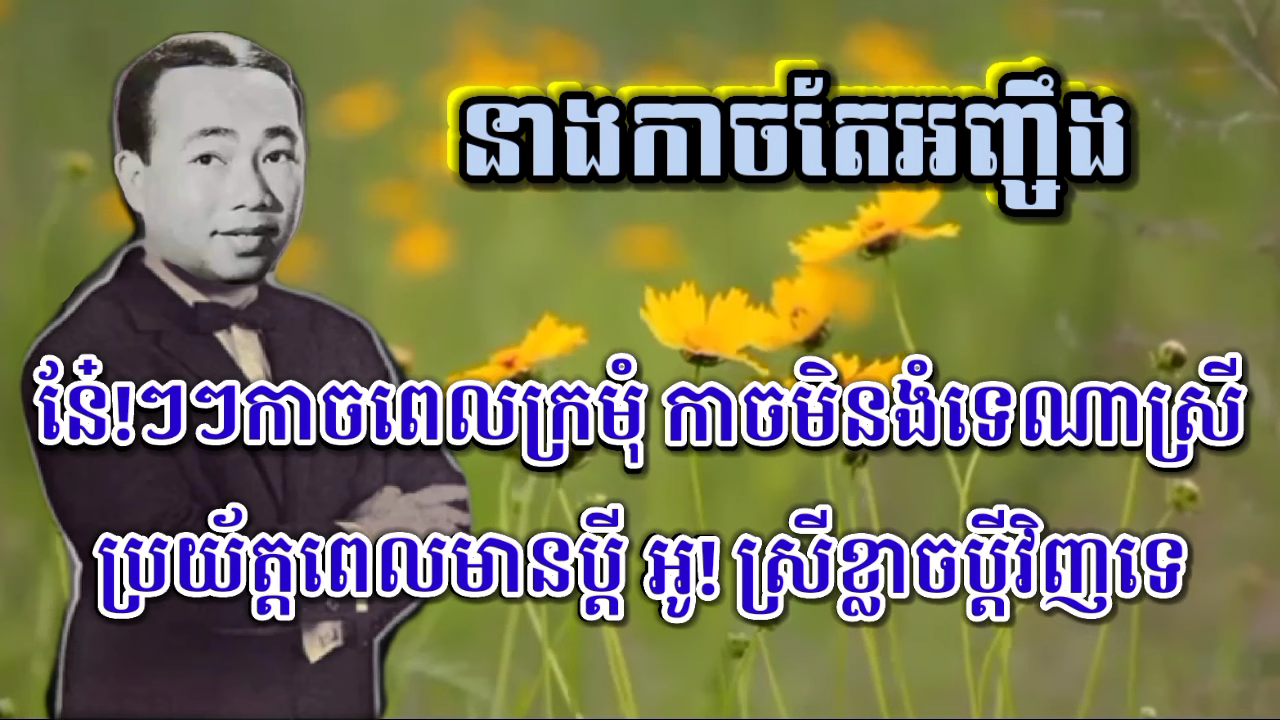 នាងកាចតែអញ្ចឹង
នែ៎!ៗៗកាចពេលក្រមុំ កាចមិនងំទេណាស្រី
ប្រយ័ត្នពេលមានប្ដី អូ! ស្រីខ្លាចប្ដីវិញទេ